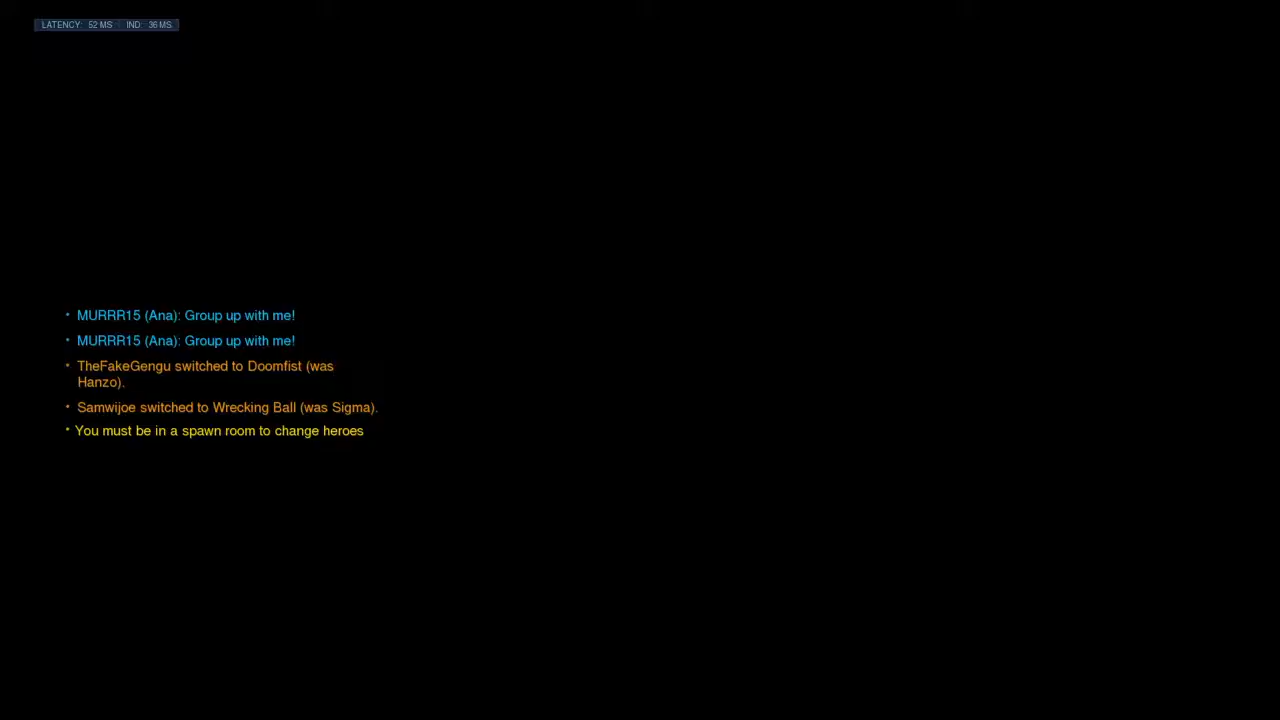 LATENCY: 52 MS IND: 36 MS
MURRR15 (Ana): Group up with me!
MURRR15 (Ana): Group up with me!
TheFakeGengu switched to Doomfist (was
Hanzo).
Samwijoe switched to Wrecking Ball (was Sigma).
You must be in a spawn room to change heroes